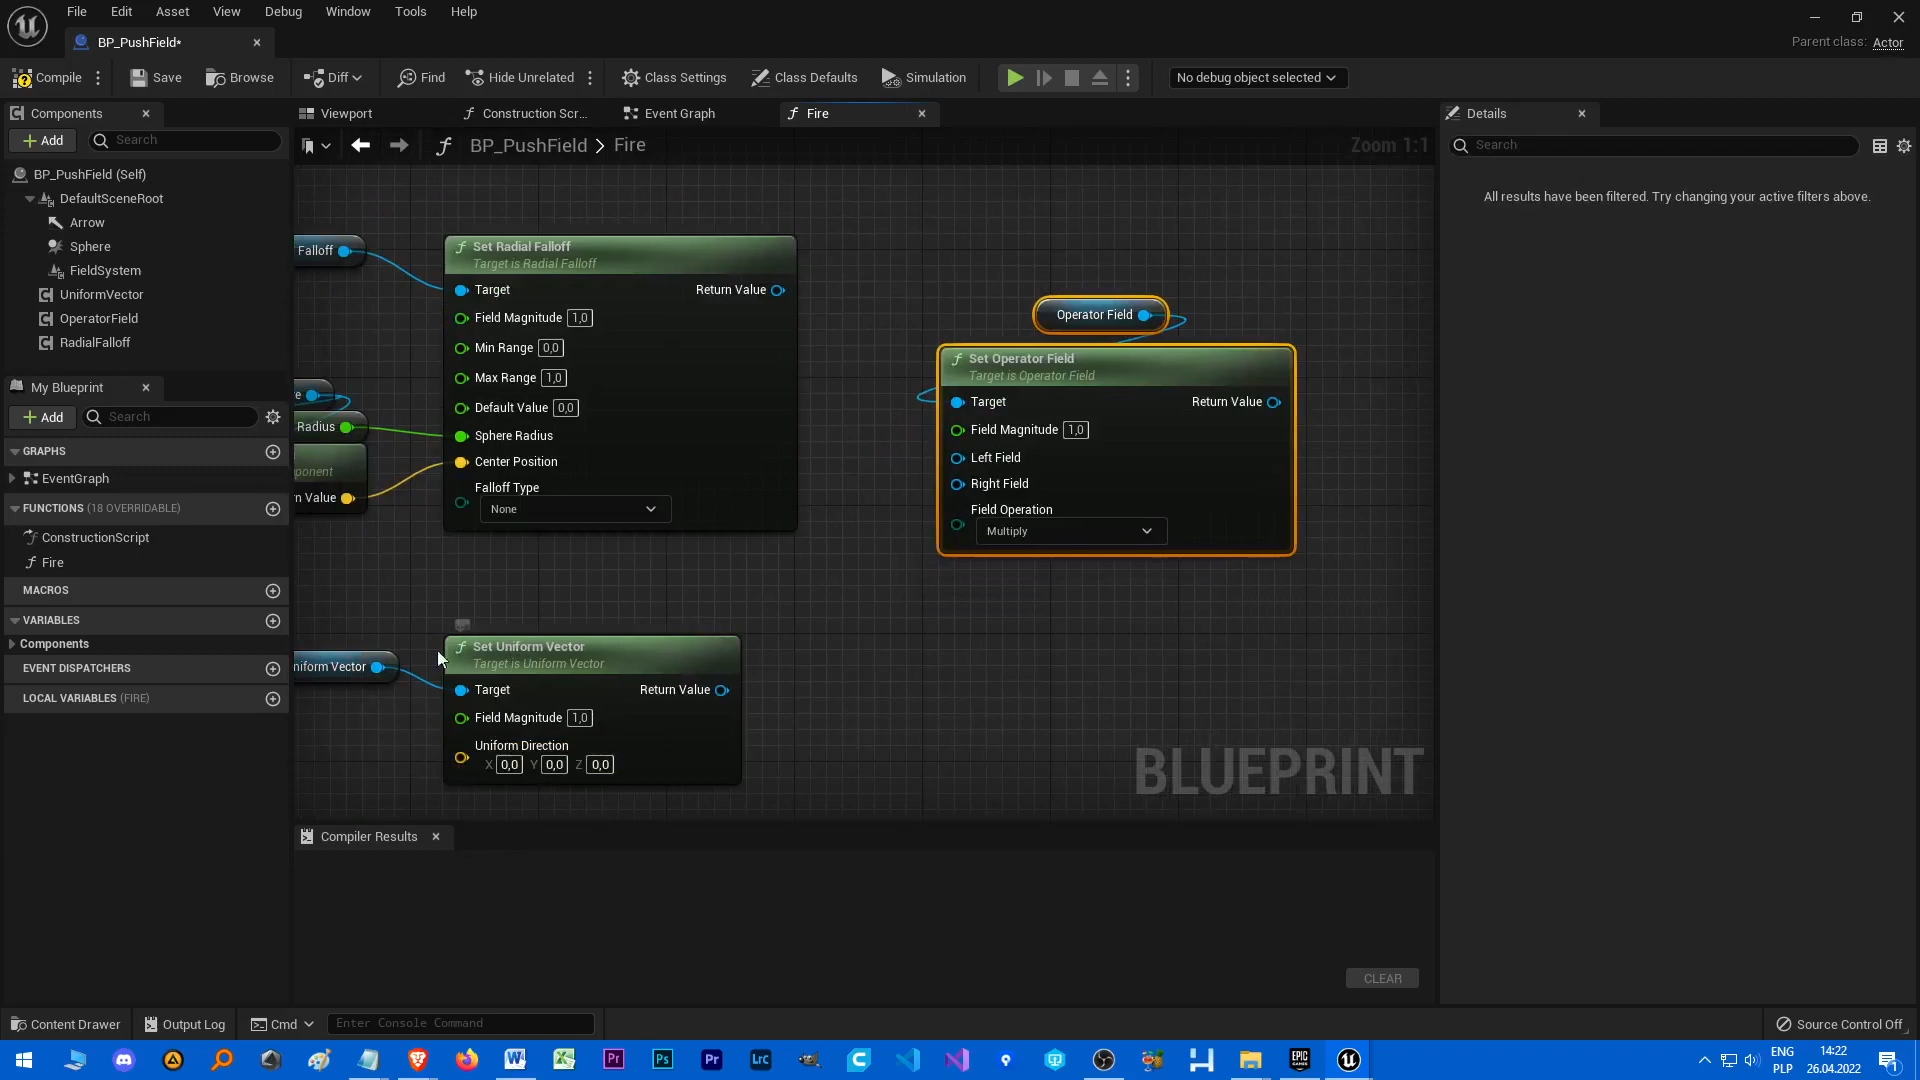 File Edit Asset View Debug Window Tools Help
BP_PushField*
Parent class: Actor
Compile Save Browse Diff Find Hide Unrelated Class Settings Class Defaults Simulation No debug object selected
Components
Viewport Construction Scr... Event Graph Fire
Details
Add Search
BP_PushField > Fire
Zoom 1:1
Search
BP_PushField (Self)
DefaultSceneRoot
Arrow
Sphere
FieldSystem
UniformVector
OperatorField
RadialFalloff
All results have been filtered. Try changing your active filters above.
My Blueprint
Add Search
GRAPHS
EventGraph
FUNCTIONS (18 OVERRIDABLE)
ConstructionScript
Fire
MACROS
VARIABLES
Components
EVENT DISPATCHERS
LOCAL VARIABLES (FIRE)
Falloff
e
Radius
ponent
n Value
Set Radial Falloff
Target is Radial Falloff
Target Return Value
Field Magnitude 1,0
Min Range 0,0
Max Range 1,0
Default Value 0,0
Sphere Radius
Center Position
Falloff Type
None
Operator Field
Set Operator Field
Target is Operator Field
Target Return Value
Field Magnitude 1,0
Left Field
Right Field
Field Operation
Multiply
niform Vector
Set Uniform Vector
Target is Uniform Vector
Target Return Value
Field Magnitude 1,0
Uniform Direction
X 0,0 Y 0,0 Z 0,0
BLUEPRINT
Compiler Results
CLEAR
Content Drawer Output Log Cmd Enter Console Command
Source Control Off
ENG
PLP
14:22
26.04.2022
1